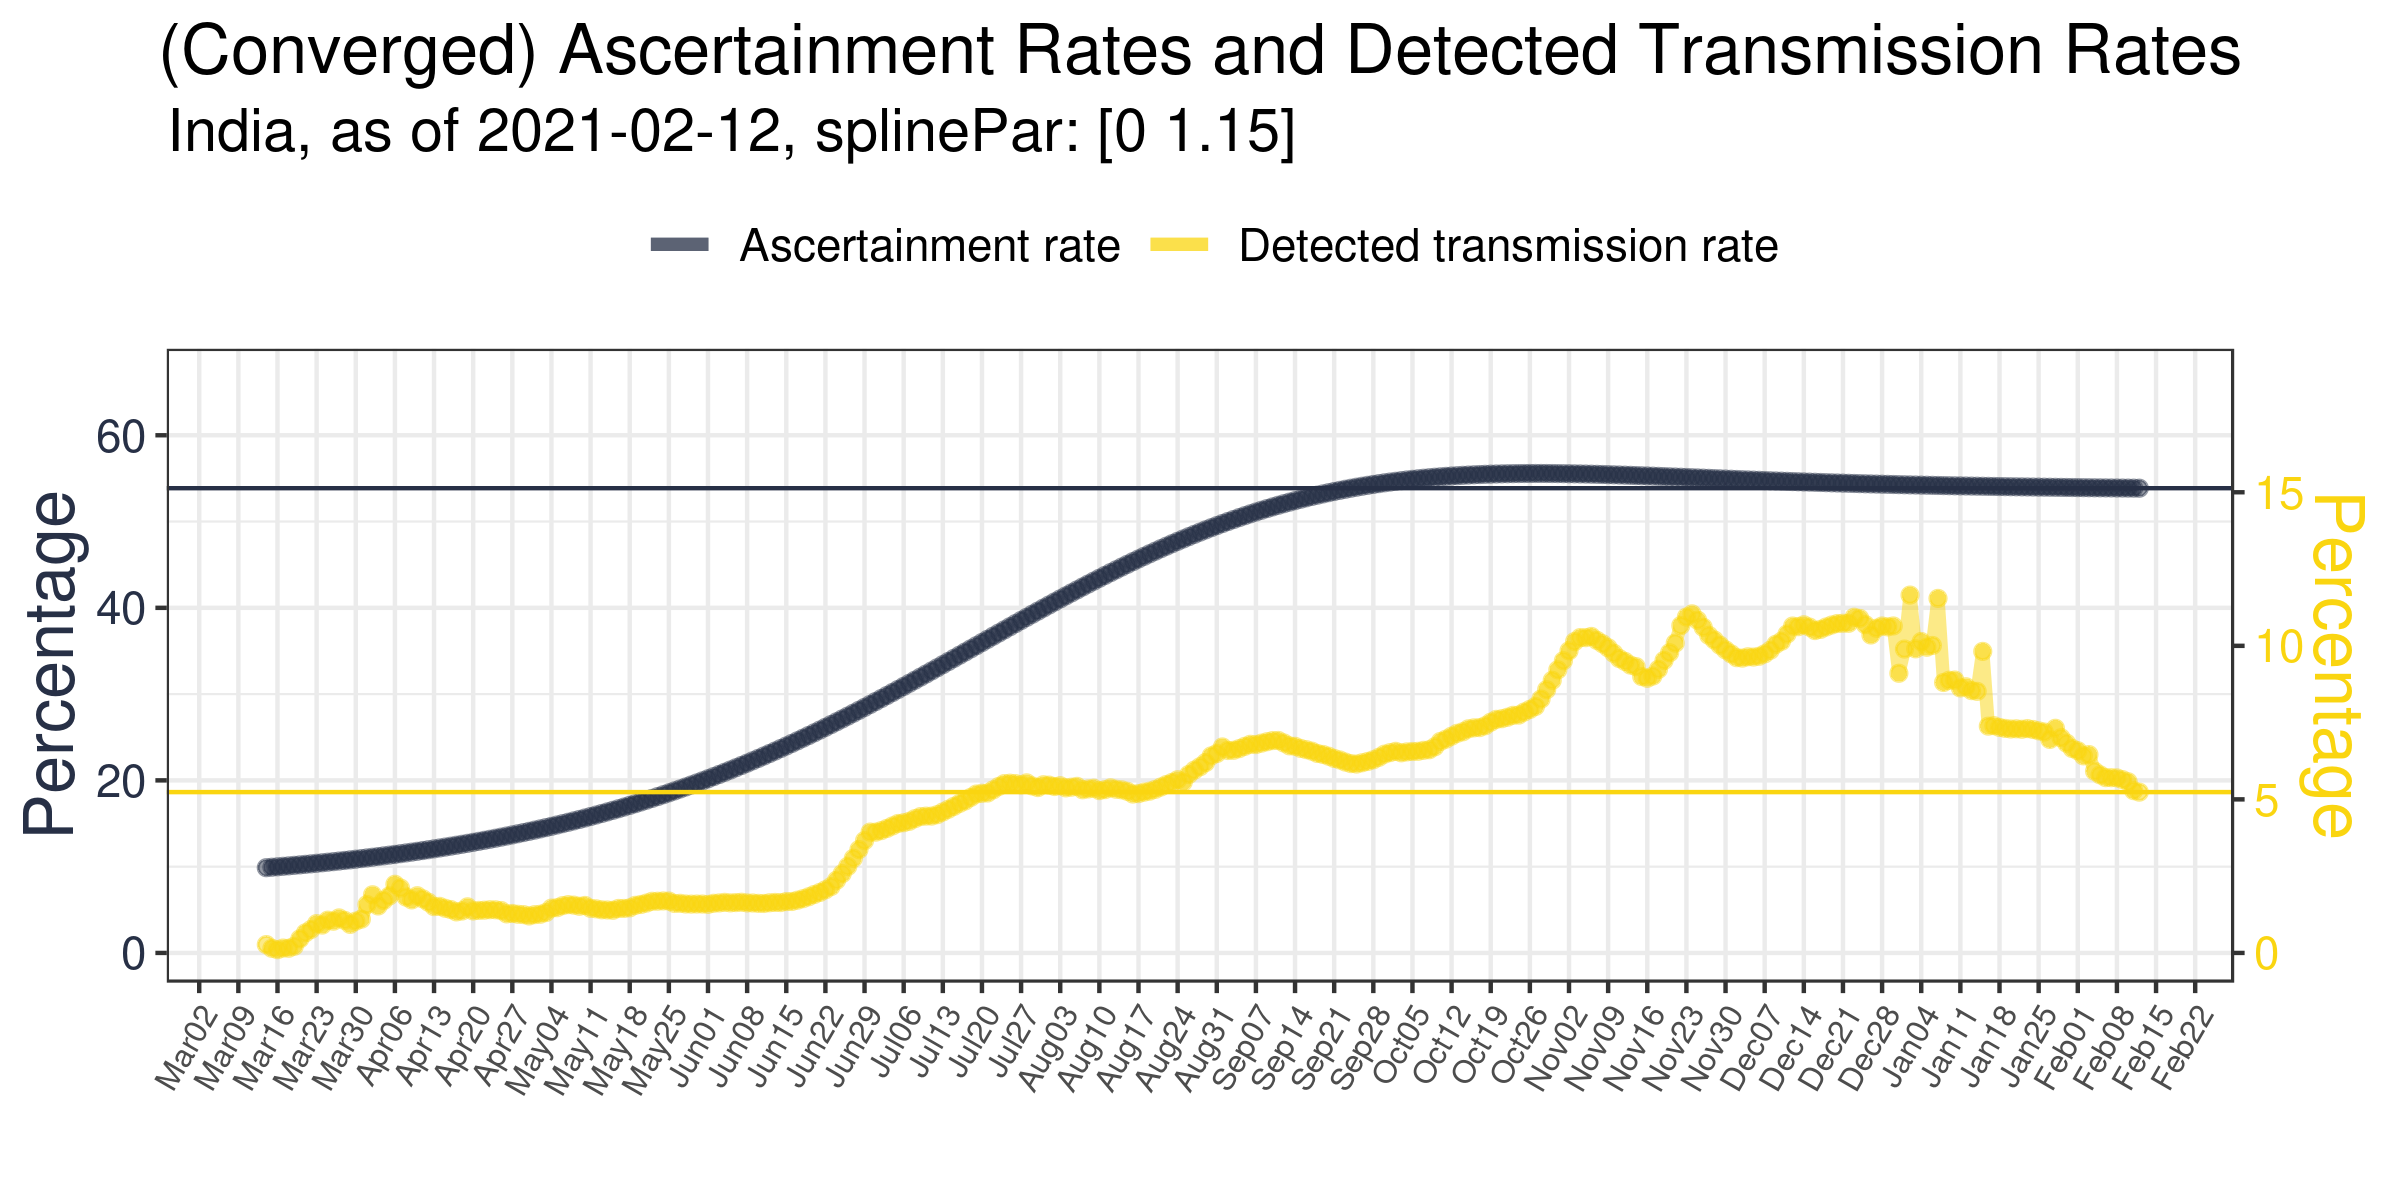 (Converged) Ascertainment Rates and Detected Transmission Rates
India, as of 2021-02-12, splinePar: [0 1.15]
Ascertainment rate Detected transmission rate
Percentage
60
40
20
0
15
10
5
0
Percentage
Mar02 Mar09 Mar16 Mar23 Mar30 Apr06 Apr13 Apr20 Apr27 May04 May11 May18 May25 Jun01 Jun08 Jun15 Jun22 Jun29 Jul06 Jul13 Jul20 Jul27 Aug03 Aug10 Aug17 Aug24 Aug31 Sep07 Sep14 Sep21 Sep28 Oct05 Oct12 Oct19 Oct26 Nov02 Nov09 Nov16 Nov23 Nov30 Dec07 Dec14 Dec21 Dec28 Jan04 Jan11 Jan18 Jan25 Feb01 Feb08 Feb15 Feb22